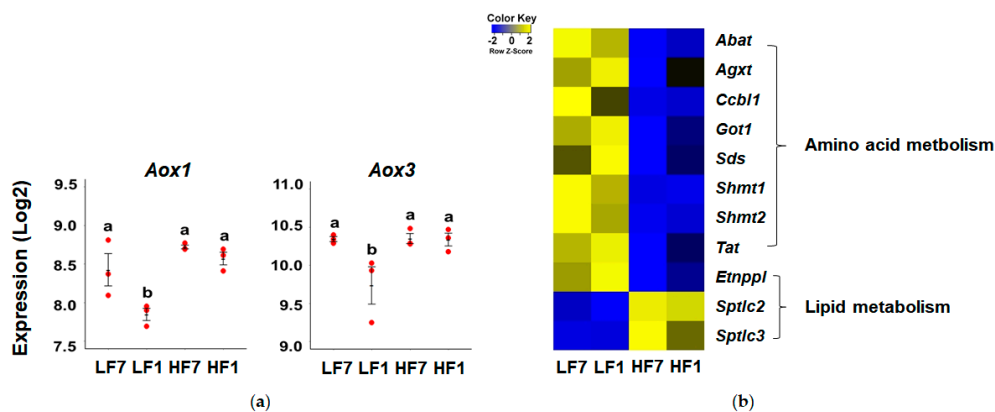 Color Key
-2 0 2
Row Z-Score
Aox1
Aox3
Expression (Log2)
9.5
9.0
8.5
8.0
7.5
a
b
a
a
LF7 LF1 HF7 HF1
11.0
10.5
10.0
9.5
9.0
a
b
a
a
LF7 LF1 HF7 HF1
(a)
Abat
Agxt
Ccbl1
Got1
Sds
Shmt1
Shmt2
Tat
Etnppl
Sptlc2
Sptlc3
Amino acid metbolism
Lipid metabolism
LF7 LF1 HF7 HF1
(b)